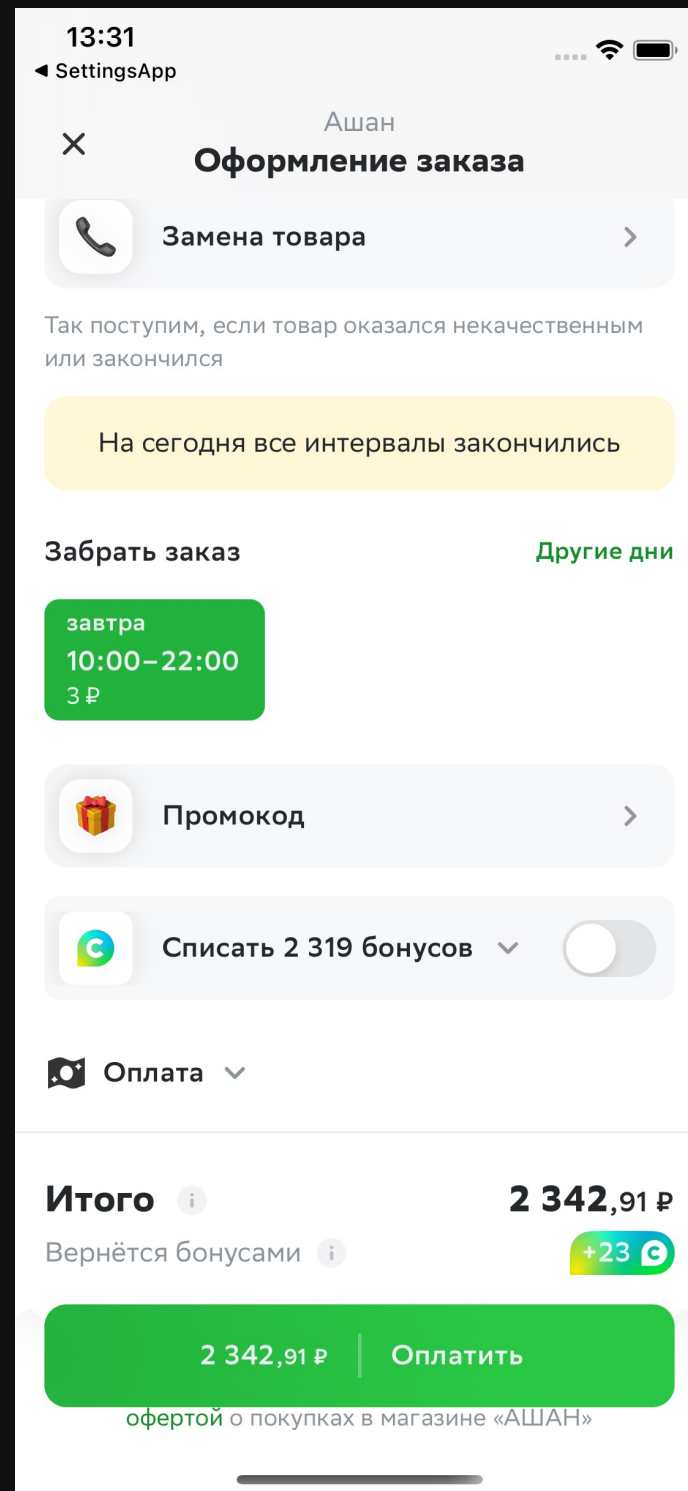 13:31
◀ SettingsApp
Ашан
Оформление заказа
Замена товара
Так поступим, если товар оказался некачественным
или закончился
На сегодня все интервалы закончились
Забрать заказ
Другие дни
завтра
10:00–22:00
3 ₽
Промокод
Списать 2 319 бонусов
Оплата
Итого
2 342,91 ₽
Вернётся бонусами
+23
2 342,91 ₽
Оплатить
офертой о покупках в магазине «АШАН»